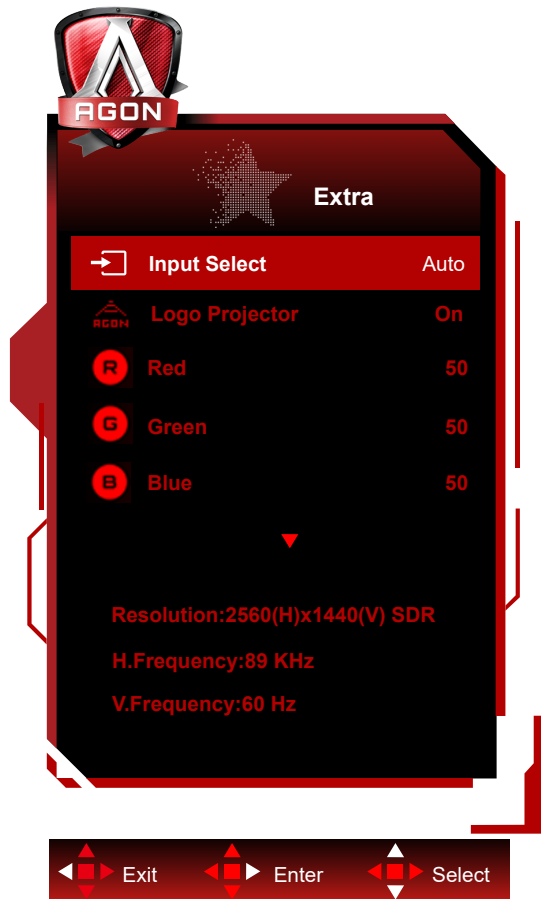 AGON
Extra
Input Select Auto
AGON Logo Projector On
R Red 50
G Green 50
B Blue 50
Resolution:2560(H)x1440(V) SDR
H.Frequency:89 KHz
V.Frequency:60 Hz
Exit Enter Select